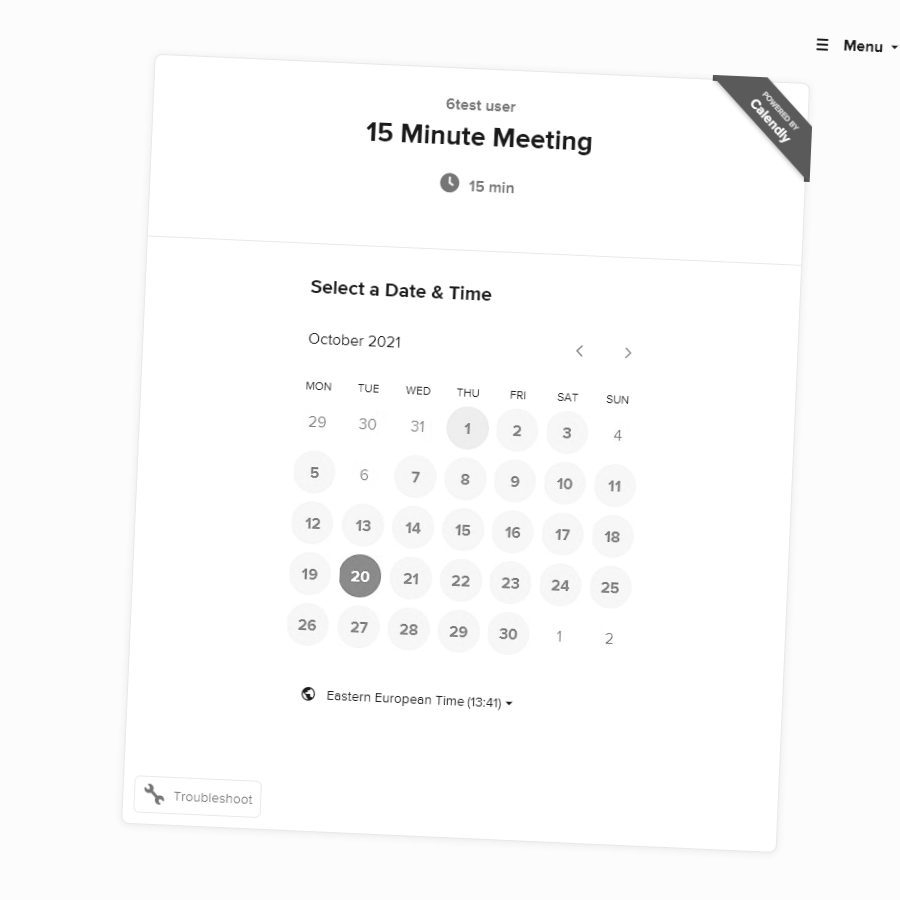 Menu
6test user
15 Minute Meeting
15 min
POWERED BY
Calendly
Select a Date & Time
October 2021
MON TUE WED THU FRI SAT SUN
29 30 31 1 2 3 4
5 6 7 8 9 10 11
12 13 14 15 16 17 18
19 20 21 22 23 24 25
26 27 28 29 30 1 2
Eastern European Time (13:41)
Troubleshoot